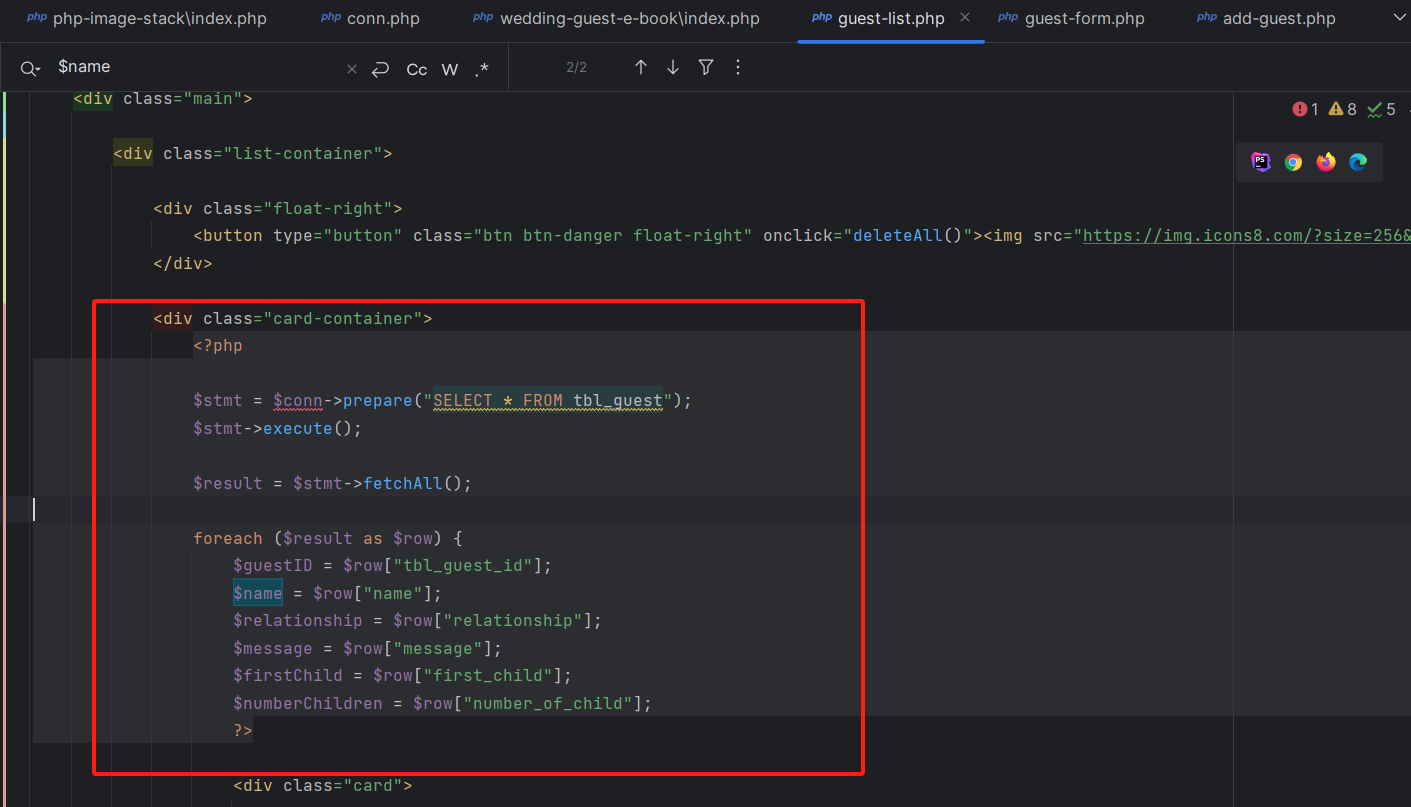 php php-image-stack\index.php php conn.php php wedding-guest-e-book\index.php php guest-list.php php guest-form.php php add-guest.php
$name Cc W .* 2/2
<div class="main">
1 8 5
<div class="list-container">
PS
<div class="float-right">
<button type="button" class="btn btn-danger float-right" onclick="deleteAll()"><img src="https://img.icons8.com/?size=256&
</div>
<div class="card-container">
<?php
$stmt = $conn->prepare("SELECT * FROM tbl_guest");
$stmt->execute();
$result = $stmt->fetchAll();
foreach ($result as $row) {
$guestID = $row["tbl_guest_id"];
$name = $row["name"];
$relationship = $row["relationship"];
$message = $row["message"];
$firstChild = $row["first_child"];
$numberChildren = $row["number_of_child"];
?>
<div class="card">